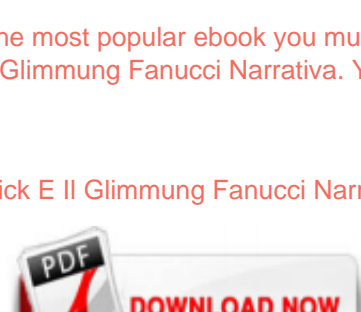 he most popular ebook you mu
Glimmung Fanucci Narrativa. Y
ick E Il Glimmung Fanucci Narr
PDF
DOWNLOAD NOW